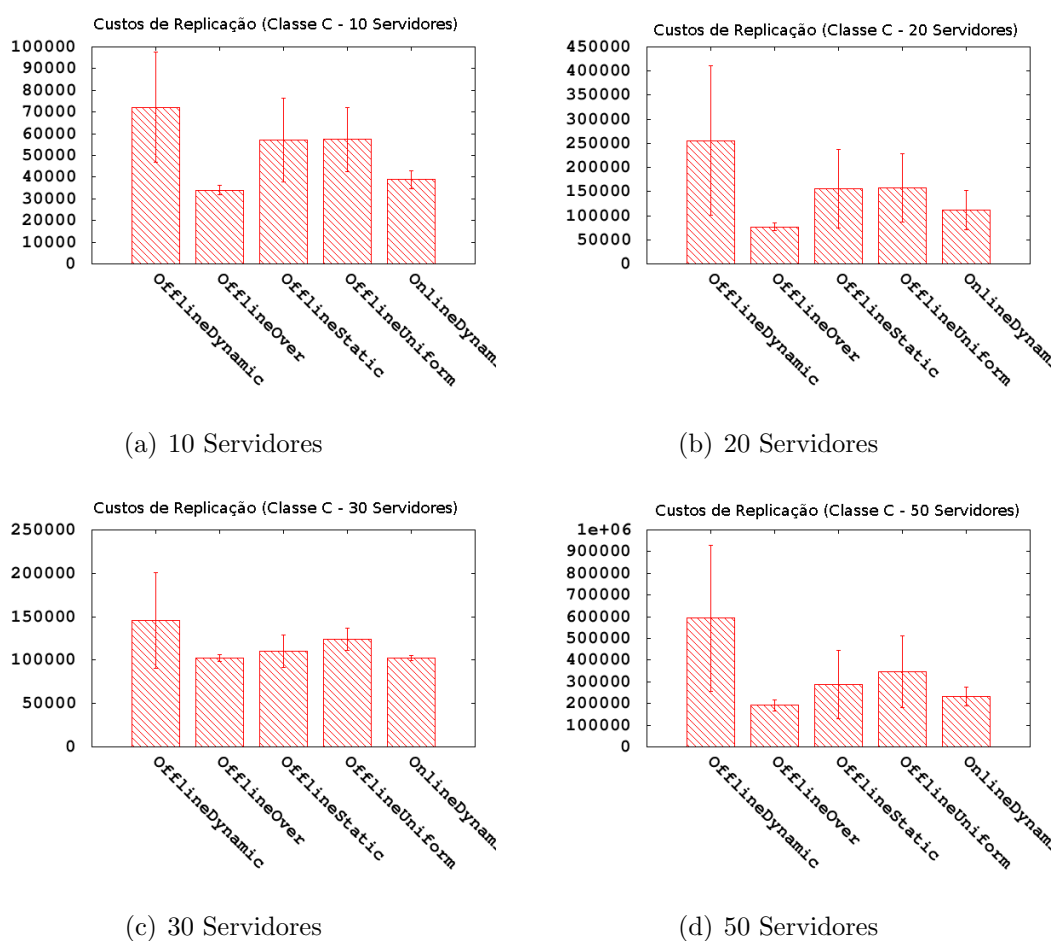 Custos de Replicação (Classe C - 10 Servidores)
100000
90000
80000
70000
60000
50000
40000
30000
20000
10000
0
OfflineDynamic
OfflineOver
OfflineStatic
OfflineUniform
OnlineDynami
(a) 10 Servidores
Custos de Replicação (Classe C - 20 Servidores)
450000
400000
350000
300000
250000
200000
150000
100000
50000
0
OfflineDynamic
OfflineOver
OfflineStatic
OfflineUniform
OnlineDynami
(b) 20 Servidores
Custos de Replicação (Classe C - 30 Servidores)
250000
200000
150000
100000
50000
0
OfflineDynamic
OfflineOver
OfflineStatic
OfflineUniform
OnlineDynami
(c) 30 Servidores
Custos de Replicação (Classe C - 50 Servidores)
1e+06
900000
800000
700000
600000
500000
400000
300000
200000
100000
0
OfflineDynamic
OfflineOver
OfflineStatic
OfflineUniform
OnlineDynami
(d) 50 Servidores